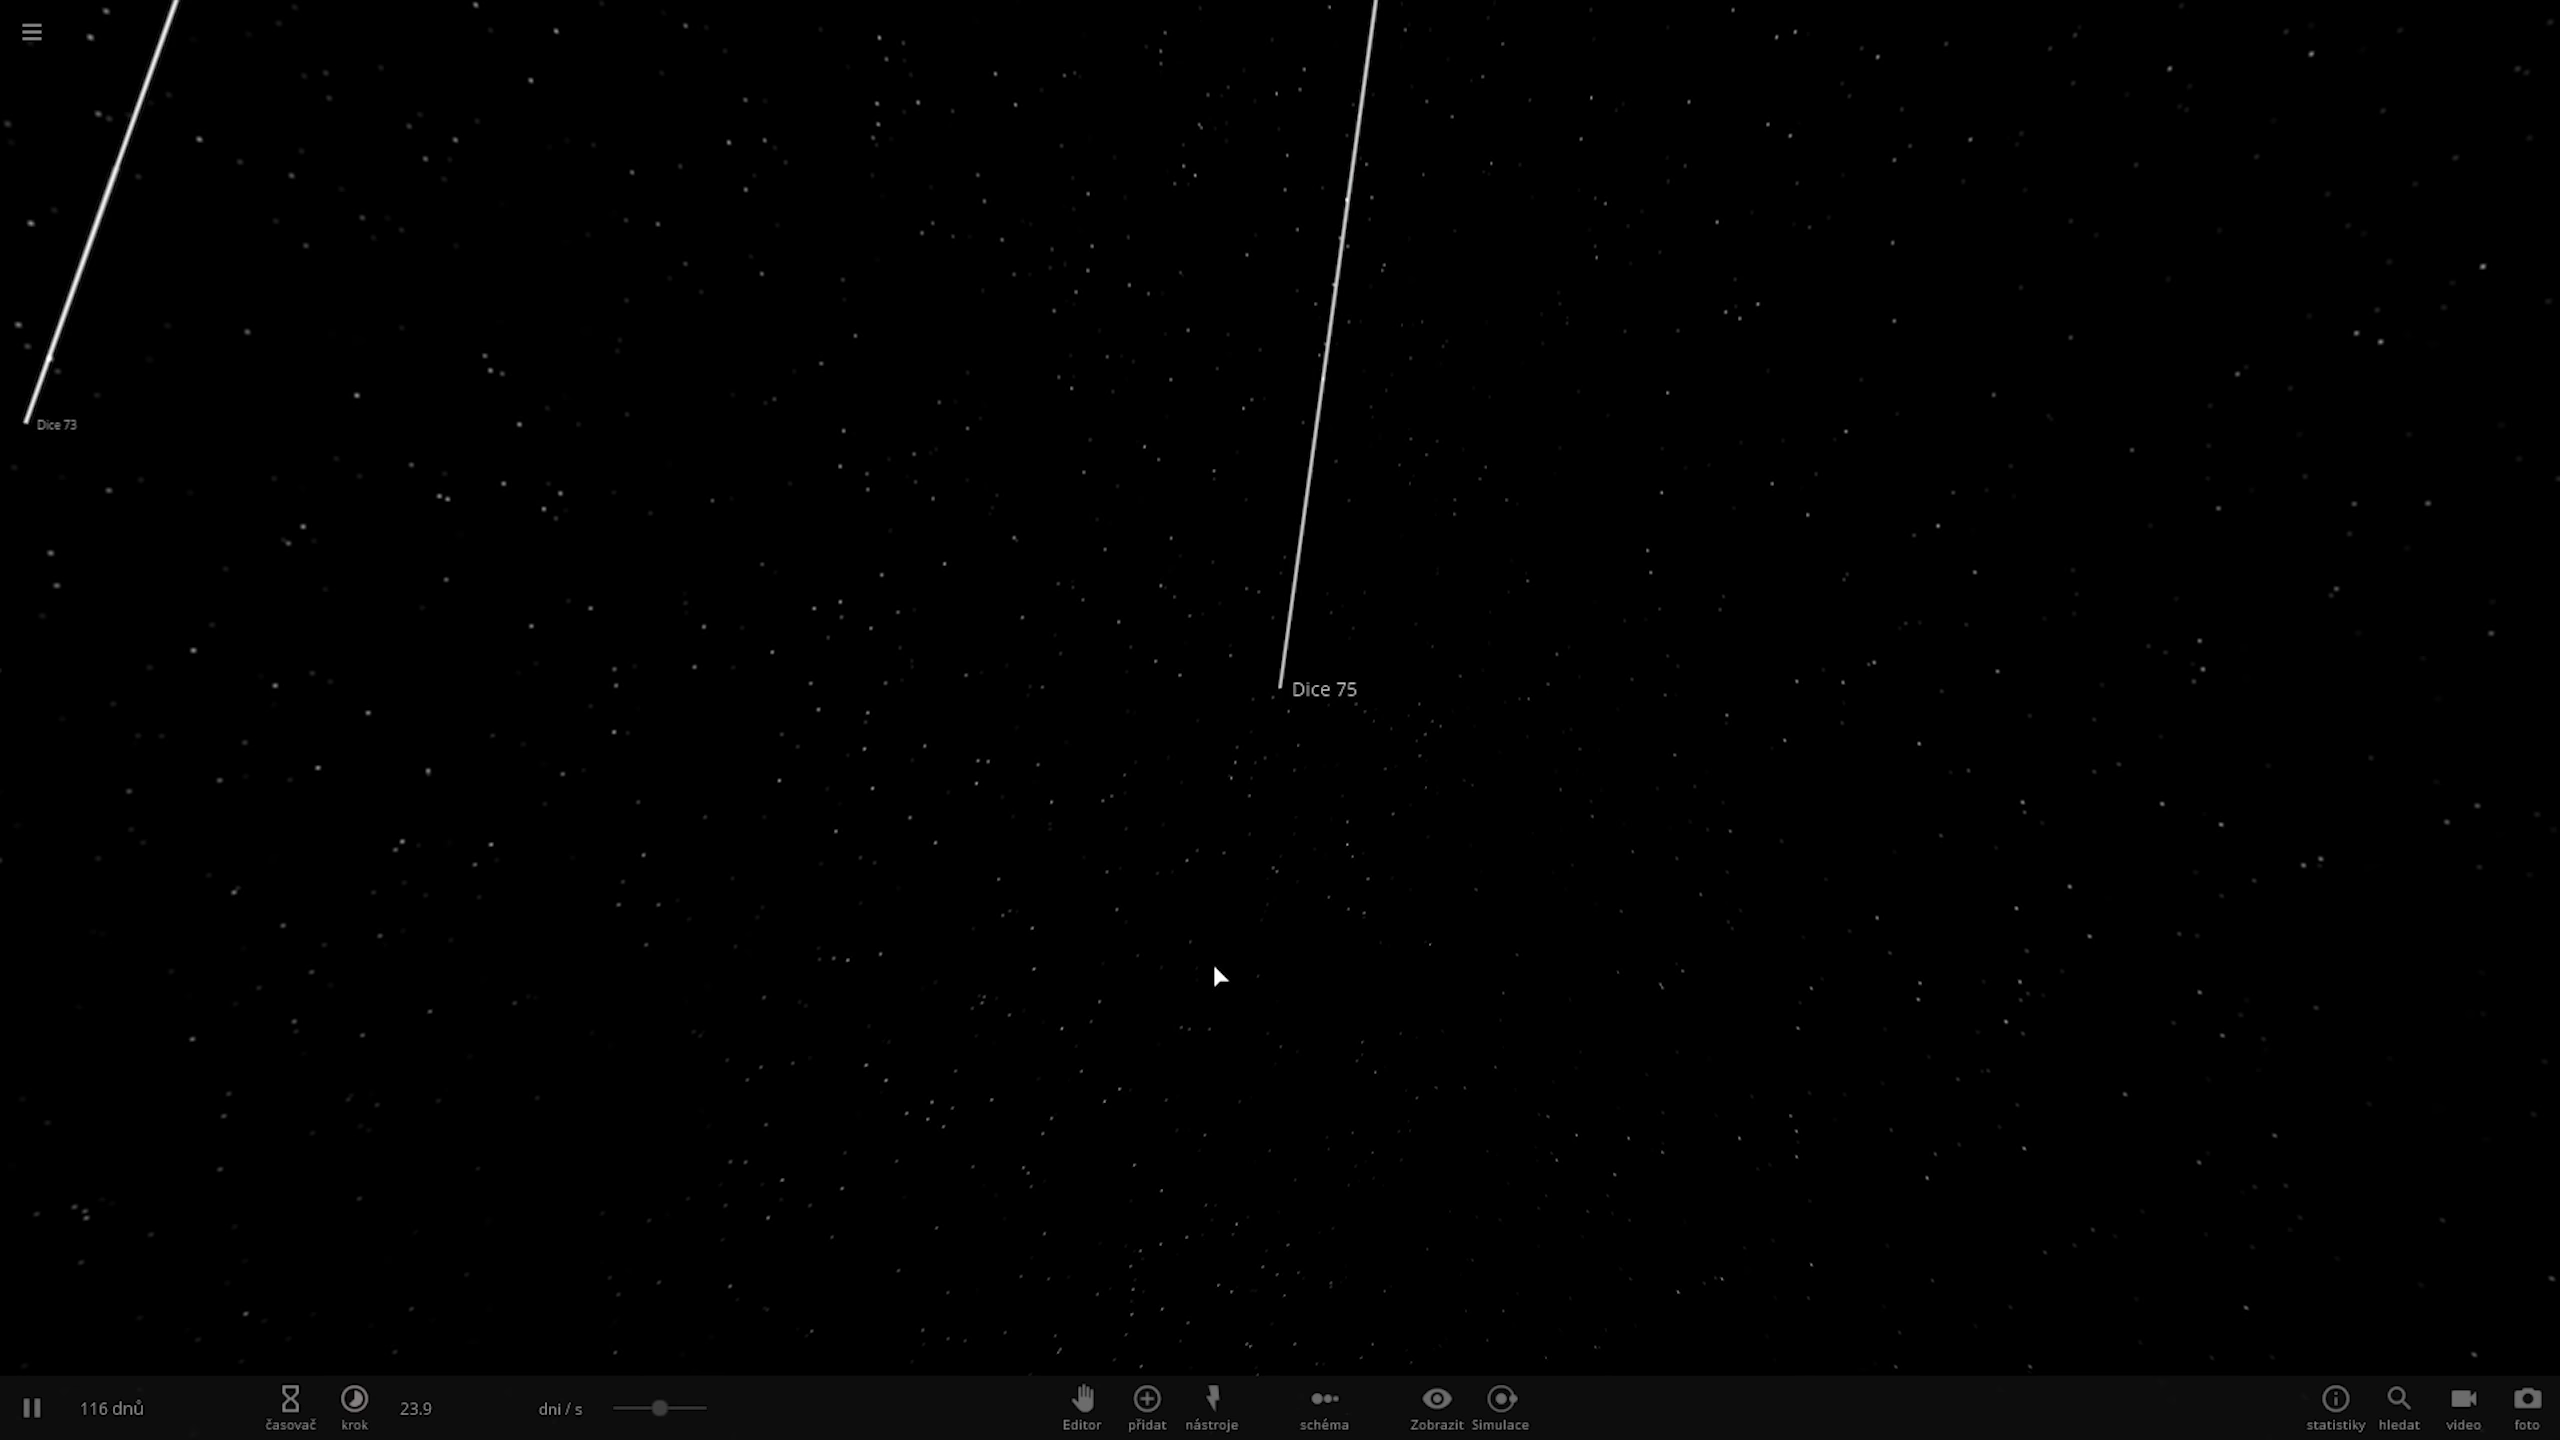 Dice 73
Dice 75
116 dnů
časovač
krok
23.9
dni / s
Editor
přidat
nástroje
schéma
Zobrazit
Simulace
statistiky
hledat
video
foto